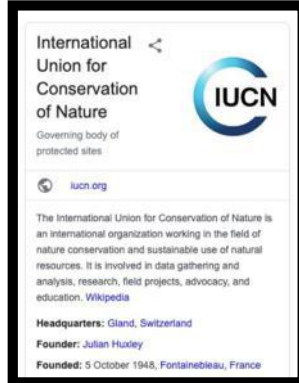 International
Union for
Conservation
of Nature
IUCN
Governing body of
protected sites
iucn.org
The International Union for Conservation of Nature is
an international organization working in the field of
nature conservation and sustainable use of natural
resources. It is involved in data gathering and
analysis, research, field projects, advocacy, and
education. Wikipedia
Headquarters: Gland, Switzerland
Founder: Julian Huxley
Founded: 5 October 1948, Fontainebleau, France